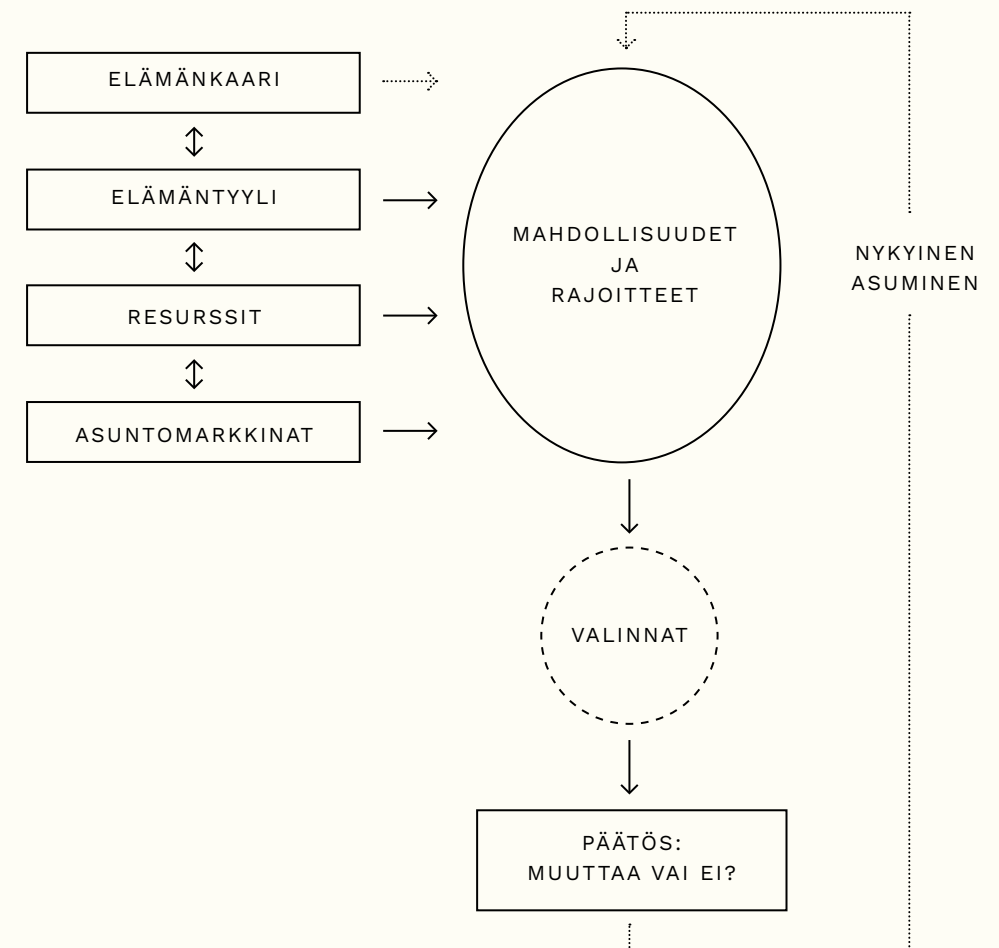 ELÄMÄNKAARI
ELÄMÄNTYYLI
RESURSSIT
ASUNTOMARKKINAT
MAHDOLLISUUDET
JA
RAJOITTEET
NYKYINEN
ASUMINEN
VALINNAT
PÄÄTÖS:
MUUTTAA VAI EI?